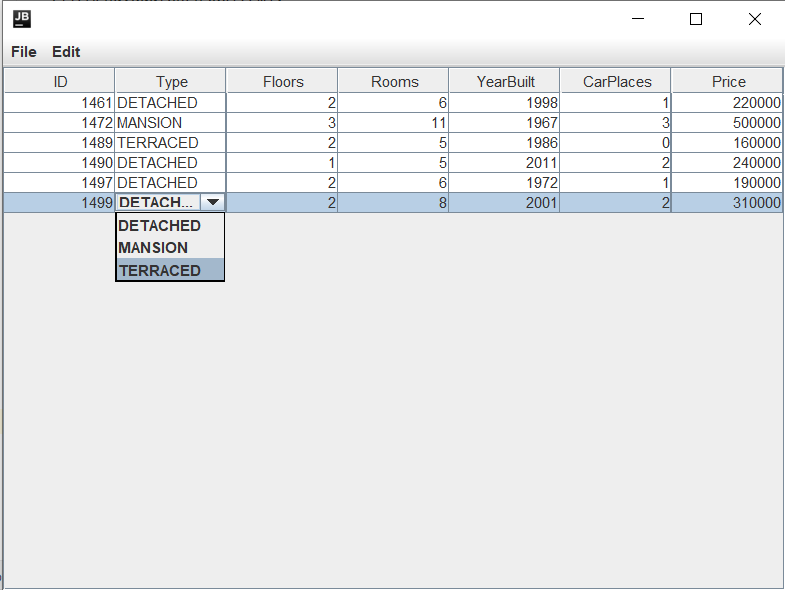 JB
File Edit
ID Type Floors Rooms YearBuilt CarPlaces Price
1461 DETACHED 2 6 1998 1 220000
1472 MANSION 3 11 1967 3 500000
1489 TERRACED 2 5 1986 0 160000
1490 DETACHED 1 5 2011 2 240000
1497 DETACHED 2 6 1972 1 190000
1499 DETACH... 2 8 2001 2 310000
DETACHED
MANSION
TERRACED